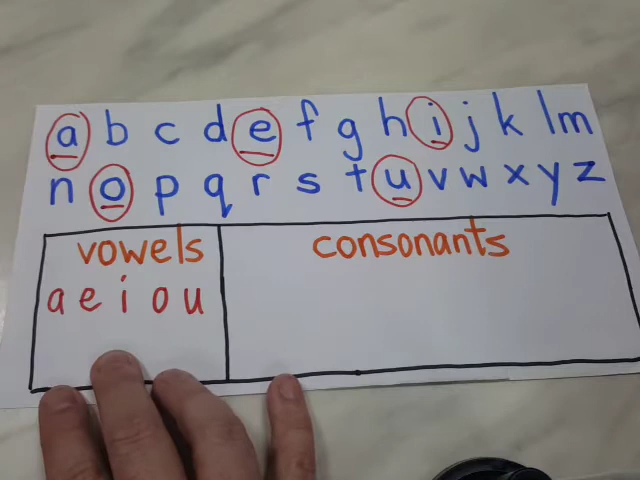 a b c d e f g h i j k l m
n o p q r s t u v w x y z
vowels consonants
a e i o u